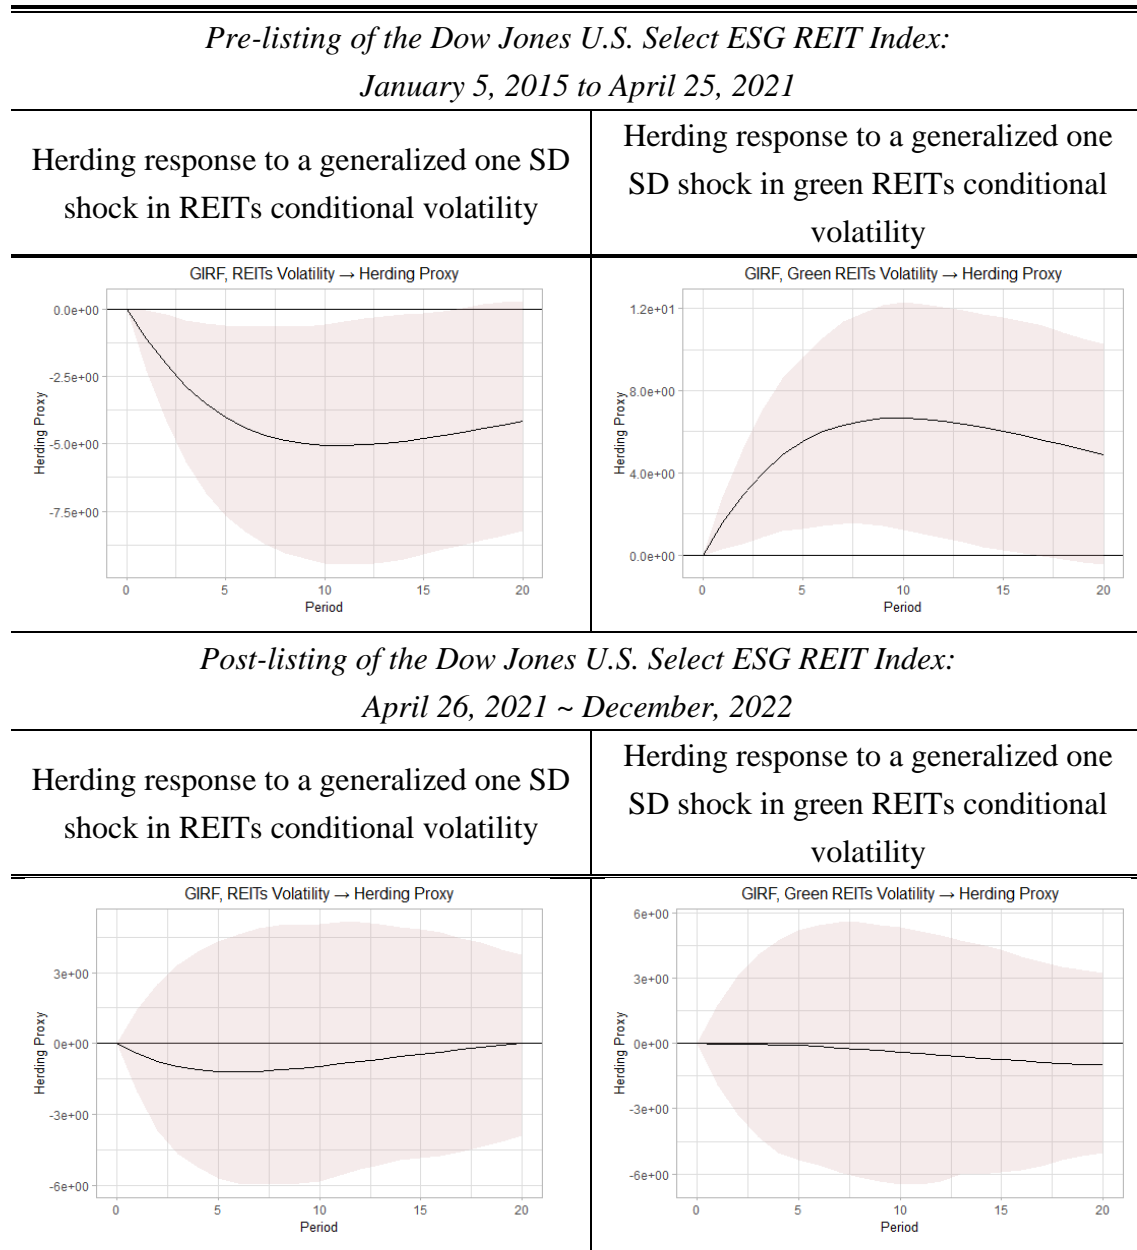 Pre-listing of the Dow Jones U.S. Select ESG REIT Index:
January 5, 2015 to April 25, 2021
Herding response to a generalized one SD
shock in REITs conditional volatility
Herding response to a generalized one
SD shock in green REITs conditional
volatility
GIRF, REITs Volatility → Herding Proxy
0.0e+00
-2.5e+00
-5.0e+00
-7.5e+00
Herding Proxy
0
5
10
15
20
Period
GIRF, Green REITs Volatility → Herding Proxy
1.2e+01
8.0e+00
4.0e+00
0.0e+00
Herding Proxy
0
5
10
15
20
Period
Post-listing of the Dow Jones U.S. Select ESG REIT Index:
April 26, 2021 ~ December, 2022
Herding response to a generalized one SD
shock in REITs conditional volatility
Herding response to a generalized one
SD shock in green REITs conditional
volatility
GIRF, REITs Volatility → Herding Proxy
3e+00
0e+00
-3e+00
-6e+00
Herding Proxy
0
5
10
15
20
Period
GIRF, Green REITs Volatility → Herding Proxy
6e+00
3e+00
0e+00
-3e+00
-6e+00
Herding Proxy
0
5
10
15
20
Period